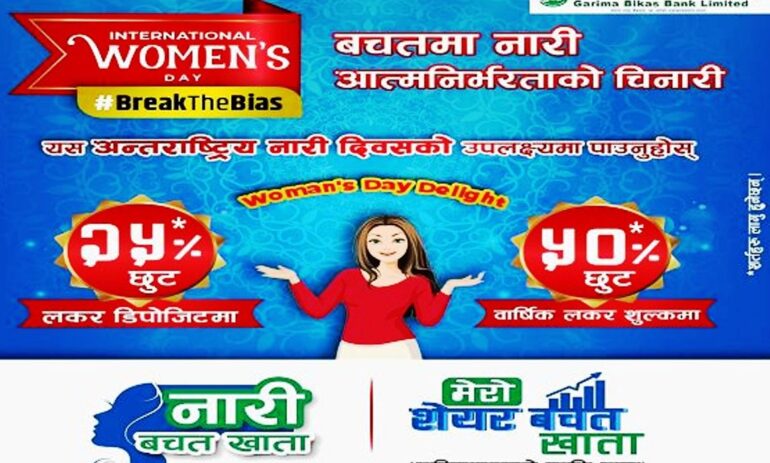 Garima Bikas Bank Limited
INTERNATIONAL
WOMEN'S
DAY
#BreakTheBias
बचतमा नारी
आत्मनिर्भरताको चिनारी
यस अन्तराष्ट्रिय नारी दिवसको उपलक्ष्यमा पाउनुहोस्
Woman's Day Delight
२५*%
छुट
लकर डिपोजिटमा
५०*%
छुट
वार्षिक लकर शुल्कमा
*शर्तहरु लागु हुनेछन् ।
नारी
बचत खाता
मेरो
शेयर बचत
खाता